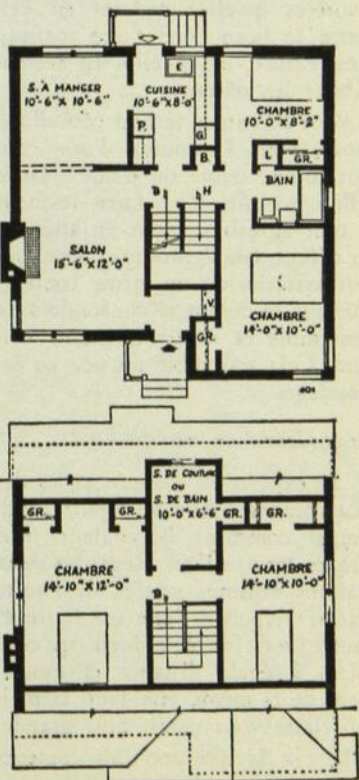 S. À MANGER
10'-6" X 10'-6"
CUISINE
10'-6" X 8'-0"
E
P.
G.
B.
CHAMBRE
10'-0" X 8'-2"
L
GR.
BAIN
B
H
SALON
15'-6" X 12'-0"
V
GR.
CHAMBRE
14'-0" X 10'-0"
S. DE COUTURE
OU
S. DE BAIN
10'-0" X 6'-6"
GR.
GR.
GR.
GR.
CHAMBRE
14'-10" X 12'-0"
CHAMBRE
14'-10" X 10'-0"
B